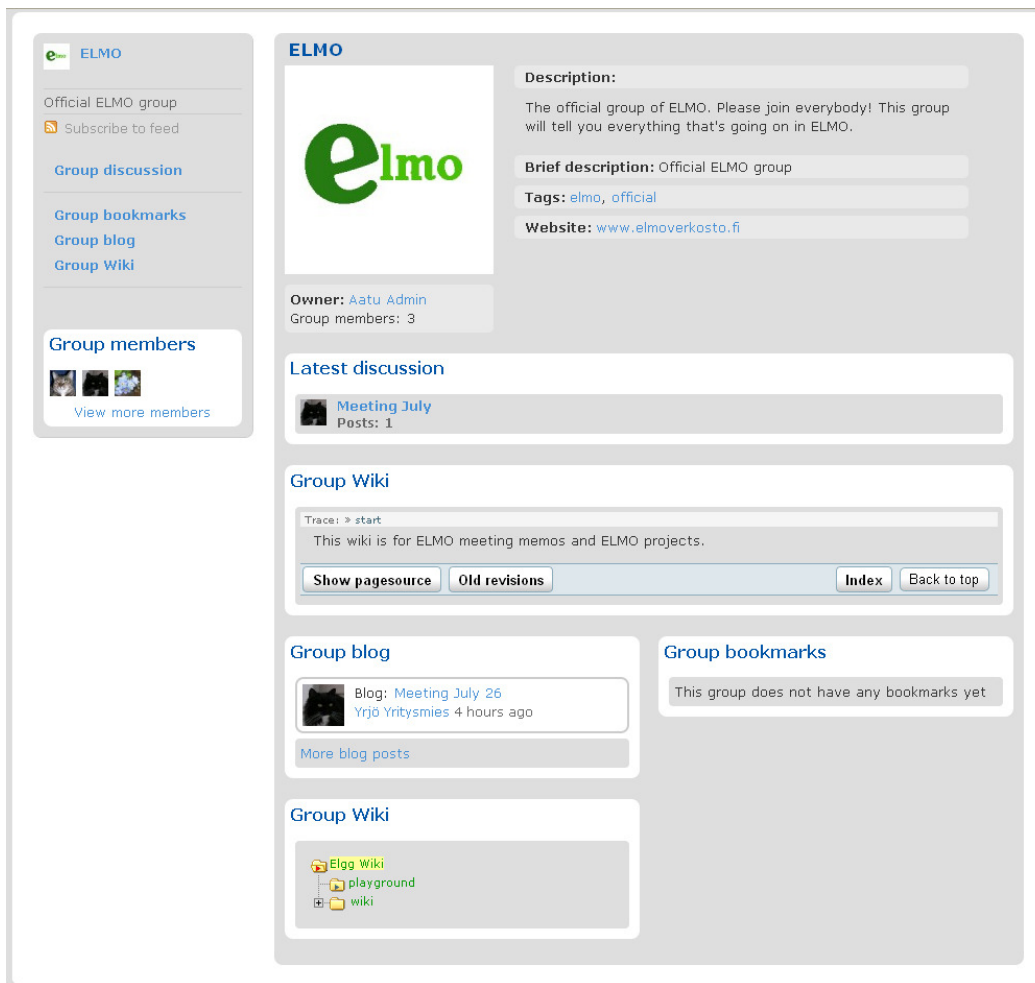 elmo ELMO
Official ELMO group
Subscribe to feed
Group discussion
Group bookmarks
Group blog
Group Wiki
Group members
View more members
ELMO
elmo
Owner: Aatu Admin
Group members: 3
Description:
The official group of ELMO. Please join everybody! This group
will tell you everything that's going on in ELMO.
Brief description: Official ELMO group
Tags: elmo, official
Website: www.elmoverkosto.fi
Latest discussion
Meeting July
Posts: 1
Group Wiki
Trace: » start
This wiki is for ELMO meeting memos and ELMO projects.
Show pagesource Old revisions Index Back to top
Group blog
Blog: Meeting July 26
Yrjö Yritysmies 4 hours ago
More blog posts
Group bookmarks
This group does not have any bookmarks yet
Group Wiki
Elgg Wiki
playground
wiki